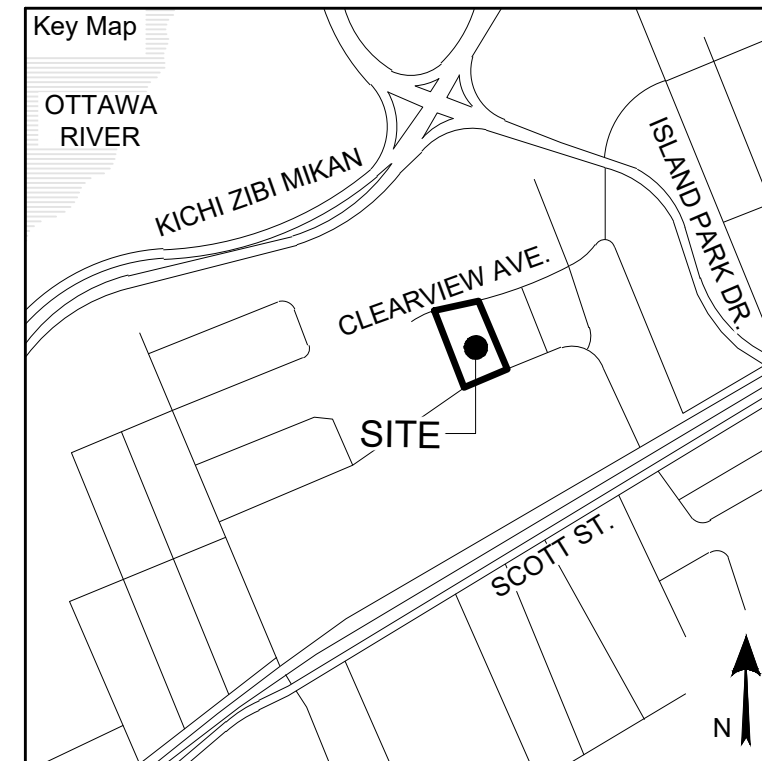 Key Map
OTTAWA
RIVER
KICHI ZIBI MIKAN
ISLAND PARK DR.
CLEARVIEW AVE.
SITE
SCOTT ST.
N